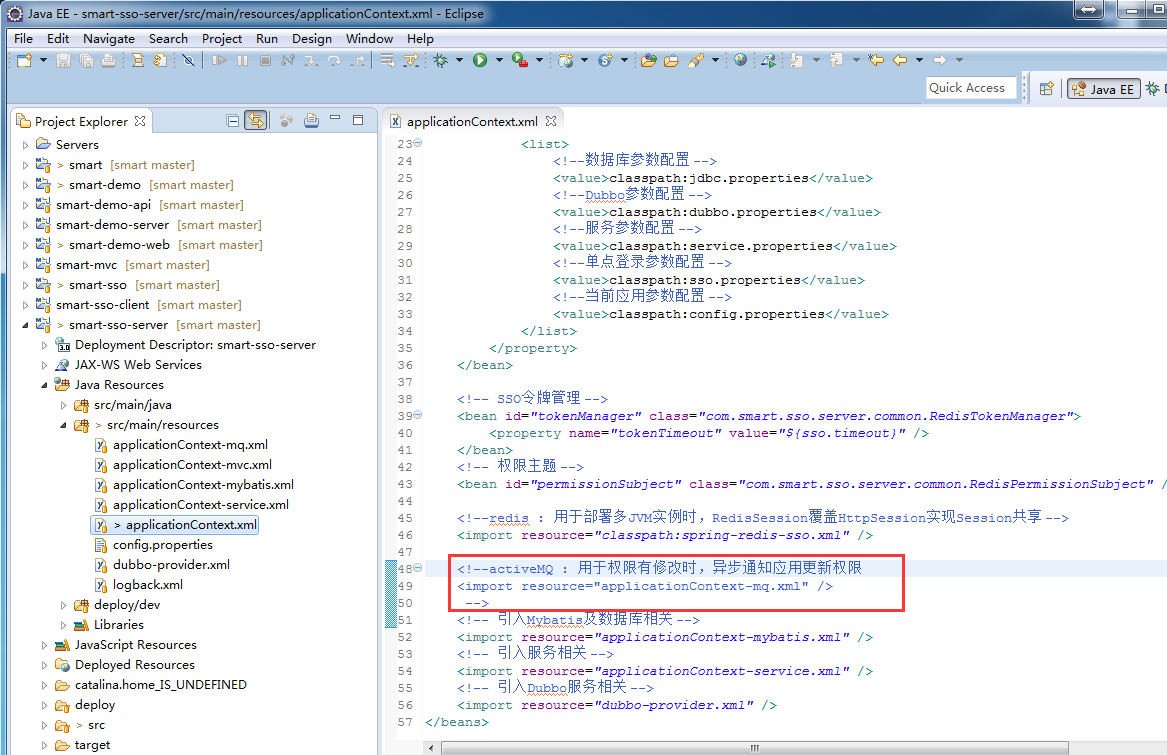 Java EE - smart-sso-server/src/main/resources/applicationContext.xml - Eclipse
File Edit Navigate Search Project Run Design Window Help
Quick Access
Java EE
Project Explorer
Servers
> smart [smart master]
> smart-demo [smart master]
smart-demo-api [smart master]
smart-demo-server [smart master]
> smart-demo-web [smart master]
smart-mvc [smart master]
> smart-sso [smart master]
smart-sso-client [smart master]
> smart-sso-server [smart master]
Deployment Descriptor: smart-sso-server
JAX-WS Web Services
Java Resources
src/main/java
> src/main/resources
applicationContext-mq.xml
applicationContext-mvc.xml
applicationContext-mybatis.xml
applicationContext-service.xml
> applicationContext.xml
config.properties
dubbo-provider.xml
logback.xml
deploy/dev
Libraries
JavaScript Resources
Deployed Resources
catalina.home_IS_UNDEFINED
deploy
> src
target
applicationContext.xml
23 <list>
24 <!--数据库参数配置 -->
25 <value>classpath:jdbc.properties</value>
26 <!--Dubbo参数配置 -->
27 <value>classpath:dubbo.properties</value>
28 <!--服务参数配置 -->
29 <value>classpath:service.properties</value>
30 <!--单点登录参数配置 -->
31 <value>classpath:sso.properties</value>
32 <!--当前应用参数配置 -->
33 <value>classpath:config.properties</value>
34 </list>
35 </property>
36 </bean>
37
38 <!-- SSO令牌管理 -->
39 <bean id="tokenManager" class="com.smart.sso.server.common.RedisTokenManager">
40 <property name="tokenTimeout" value="${sso.timeout}" />
41 </bean>
42 <!-- 权限主题 -->
43 <bean id="permissionSubject" class="com.smart.sso.server.common.RedisPermissionSubject" /
44
45 <!--redis : 用于部署多JVM实例时，RedisSession覆盖HttpSession实现Session共享 -->
46 <import resource="classpath:spring-redis-sso.xml" />
47
48 <!--activeMQ : 用于权限有修改时，异步通知应用更新权限
49 <import resource="applicationContext-mq.xml" />
50 -->
51 <!-- 引入Mybatis及数据库相关 -->
52 <import resource="applicationContext-mybatis.xml" />
53 <!-- 引入服务相关 -->
54 <import resource="applicationContext-service.xml" />
55 <!-- 引入Dubbo服务相关 -->
56 <import resource="dubbo-provider.xml" />
57 </beans>